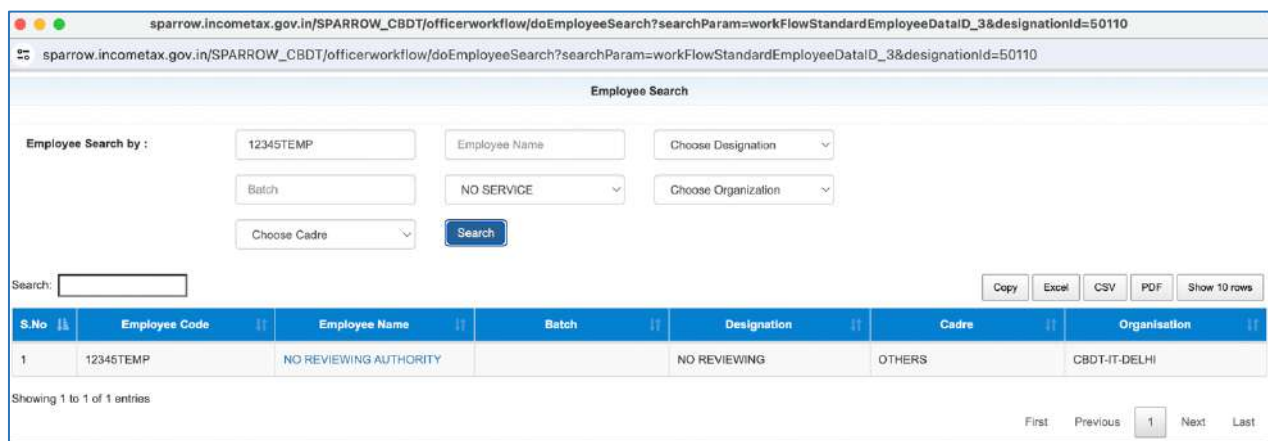 sparrow.incometax.gov.in/SPARROW_CBDT/officerworkflow/doEmployeeSearch?searchParam=workFlowStandardEmployeeDataID_3&designationId=50110
sparrow.incometax.gov.in/SPARROW_CBDT/officerworkflow/doEmployeeSearch?searchParam=workFlowStandardEmployeeDataID_3&designationId=50110
Employee Search
Employee Search by : 12345TEMP Employee Name Choose Designation
Batch NO SERVICE Choose Organization
Choose Cadre Search
Search: Copy Excel CSV PDF Show 10 rows
S.No Employee Code Employee Name Batch Designation Cadre Organisation
1 12345TEMP NO REVIEWING AUTHORITY NO REVIEWING OTHERS CBDT-IT-DELHI
Showing 1 to 1 of 1 entries
First Previous 1 Next Last